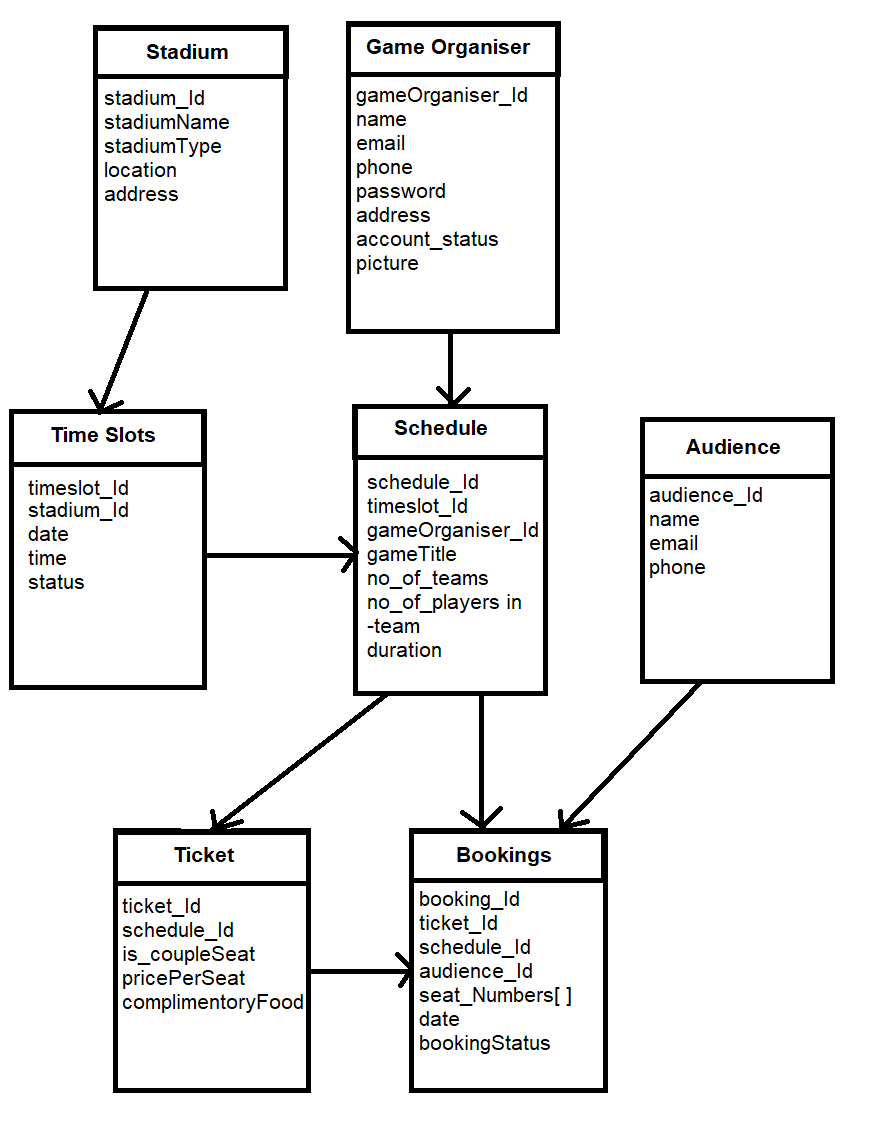 Stadium
stadium_Id
stadiumName
stadiumType
location
address
Game Organiser
gameOrganiser_Id
name
email
phone
password
address
account_status
picture
Time Slots
timeslot_Id
stadium_Id
date
time
status
Schedule
schedule_Id
timeslot_Id
gameOrganiser_Id
gameTitle
no_of_teams
no_of_players in
-team
duration
Audience
audience_Id
name
email
phone
Ticket
ticket_Id
schedule_Id
is_coupleSeat
pricePerSeat
complimentoryFood
Bookings
booking_Id
ticket_Id
schedule_Id
audience_Id
seat_Numbers[ ]
date
bookingStatus